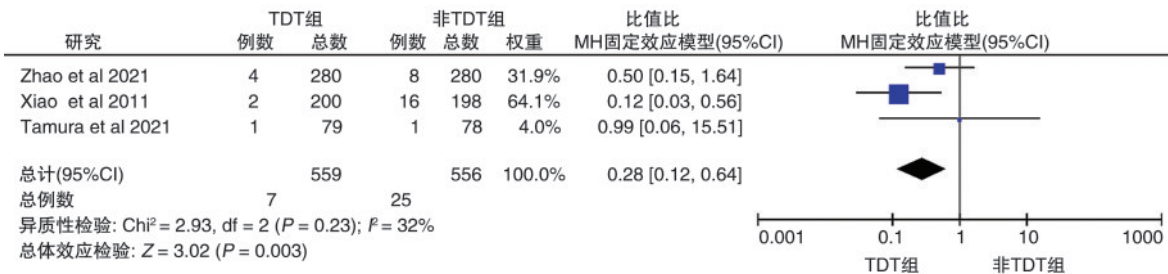 TDT组 非TDT组 比值比 比值比
研究 例数 总数 例数 总数 权重 MH固定效应模型(95%CI) MH固定效应模型(95%CI)
Zhao et al 2021 4 280 8 280 31.9% 0.50 [0.15, 1.64]
Xiao et al 2011 2 200 16 198 64.1% 0.12 [0.03, 0.56]
Tamura et al 2021 1 79 1 78 4.0% 0.99 [0.06, 15.51]
总计(95%CI) 559 556 100.0% 0.28 [0.12, 0.64]
总例数 7 25
异质性检验: Chi² = 2.93, df = 2 (P = 0.23); I² = 32%
总体效应检验: Z = 3.02 (P = 0.003)
0.001 0.1 1 10 1000
TDT组 非TDT组